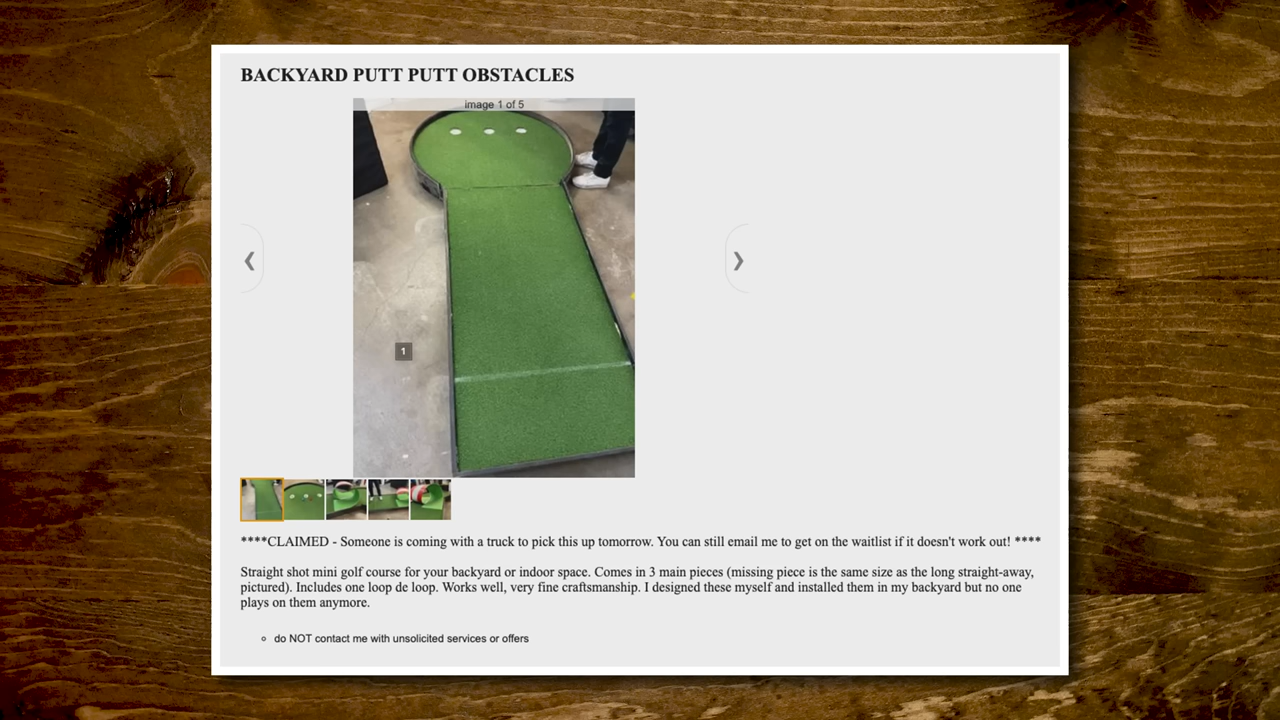 BACKYARD PUTT PUTT OBSTACLES
image 1 of 5
1
****CLAIMED - Someone is coming with a truck to pick this up tomorrow. You can still email me to get on the waitlist if it doesn't work out! ****
Straight shot mini golf course for your backyard or indoor space. Comes in 3 main pieces (missing piece is the same size as the long straight-away,
pictured). Includes one loop de loop. Works well, very fine craftsmanship. I designed these myself and installed them in my backyard but no one
plays on them anymore.
do NOT contact me with unsolicited services or offers